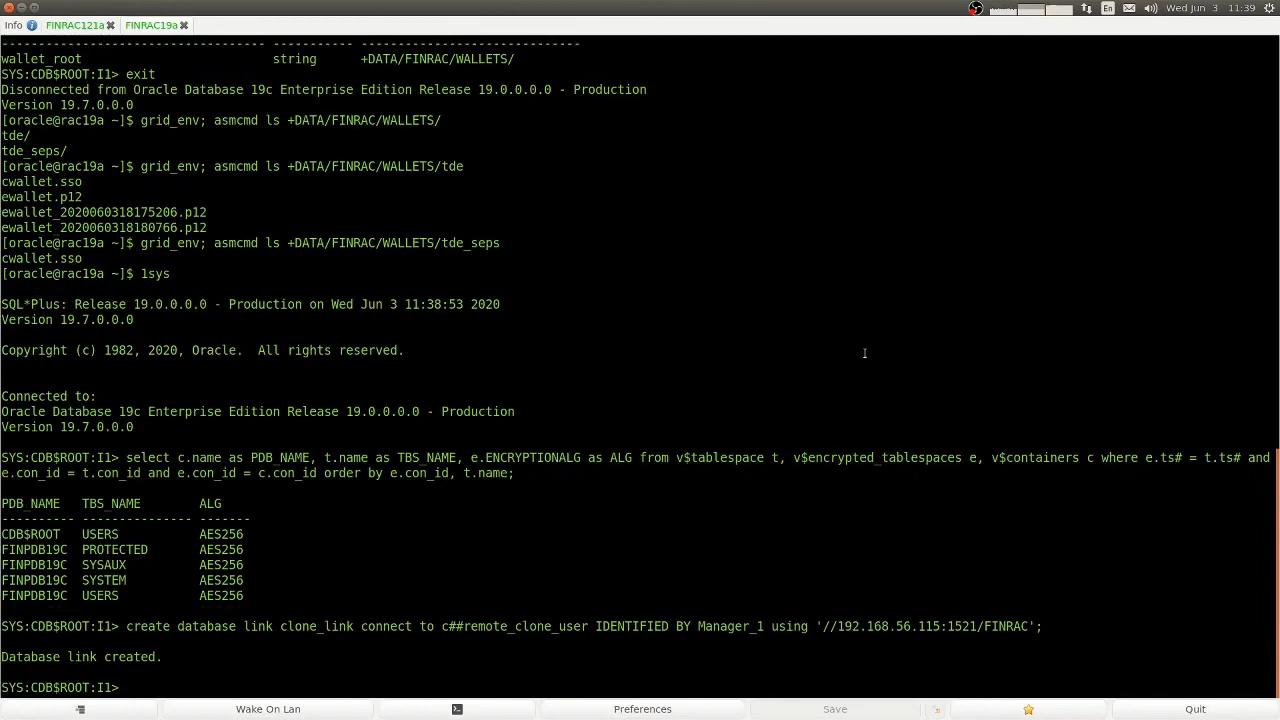 En
Wed Jun 3 11:39
Info FINRAC121a FINRAC19a
------------------------------------ ----------- ------------------------------
wallet_root string +DATA/FINRAC/WALLETS/
SYS:CDB$ROOT:I1> exit
Disconnected from Oracle Database 19c Enterprise Edition Release 19.0.0.0.0 - Production
Version 19.7.0.0.0
[oracle@rac19a ~]$ grid_env; asmcmd ls +DATA/FINRAC/WALLETS/
tde/
tde_seps/
[oracle@rac19a ~]$ grid_env; asmcmd ls +DATA/FINRAC/WALLETS/tde
cwallet.sso
ewallet.p12
ewallet_2020060318175206.p12
ewallet_2020060318180766.p12
[oracle@rac19a ~]$ grid_env; asmcmd ls +DATA/FINRAC/WALLETS/tde_seps
cwallet.sso
[oracle@rac19a ~]$ 1sys
SQL*Plus: Release 19.0.0.0.0 - Production on Wed Jun 3 11:38:53 2020
Version 19.7.0.0.0
Copyright (c) 1982, 2020, Oracle.  All rights reserved.
Connected to:
Oracle Database 19c Enterprise Edition Release 19.0.0.0.0 - Production
Version 19.7.0.0.0
SYS:CDB$ROOT:I1> select c.name as PDB_NAME, t.name as TBS_NAME, e.ENCRYPTIONALG as ALG from v$tablespace t, v$encrypted_tablespaces e, v$containers c where e.ts# = t.ts# and
e.con_id = t.con_id and e.con_id = c.con_id order by e.con_id, t.name;
PDB_NAME TBS_NAME ALG
---------- --------------- -------
CDB$ROOT USERS AES256
FINPDB19C PROTECTED AES256
FINPDB19C SYSAUX AES256
FINPDB19C SYSTEM AES256
FINPDB19C USERS AES256
SYS:CDB$ROOT:I1> create database link clone_link connect to c##remote_clone_user IDENTIFIED BY Manager_1 using '//192.168.56.115:1521/FINRAC';
Database link created.
SYS:CDB$ROOT:I1>
Wake On Lan Preferences Save Quit